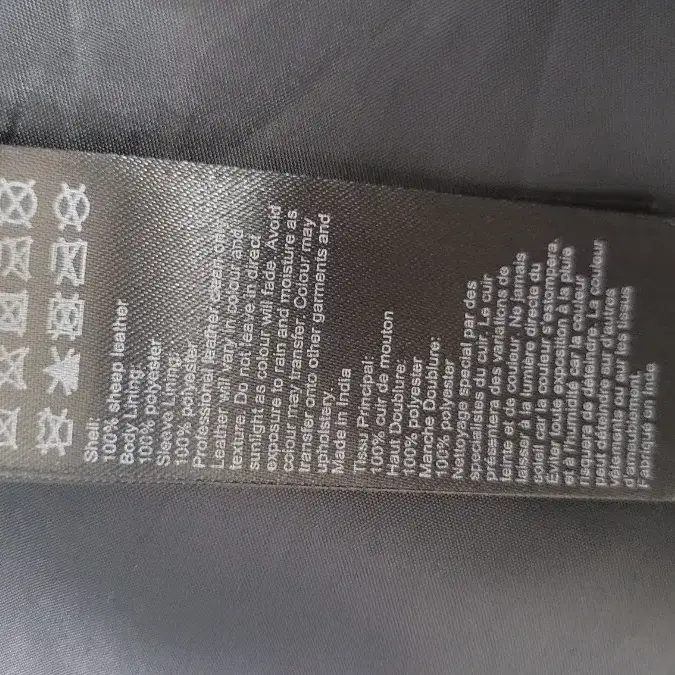 Shell:
100% sheep leather
Body Lining:
100% polyester
Sleeve Lining:
100% polyester
Professional leather clean only
Leather will vary in colour and
texture. Do not leave in direct
sunlight as colour will fade. Avoid
exposure to rain and moisture as
colour may transfer. Colour may
transfer onto other garments and
upholstery.
Made in India
Tissu Principal:
100% cuir de mouton
Haut Doublure:
100% polyester
Manche Doublure:
100% polyester
Nettoyage special par des
specialistes du cuir. Le cuir
présentera des variations de
teinte et de couleur. Ne jamais
laisser à la lumière directe du
soleil car la couleur s'estompera.
Éviter toute exposition à la pluie
et à l'humidité car la couleur
risquera de déteindre. La couleur
peut déteindre sur d'autres
vêtements ou sur les tissus
d'ameublement.
Fabriqué en Inde